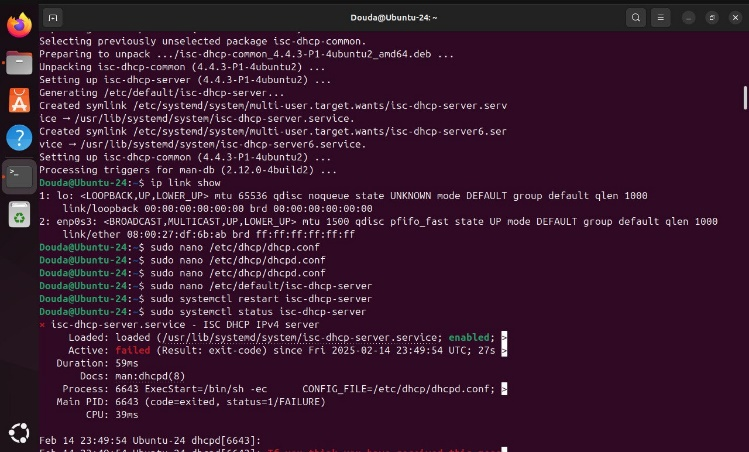 Douda@Ubuntu-24: ~
Selecting previously unselected package isc-dhcp-common.
Preparing to unpack .../isc-dhcp-common_4.4.3-P1-4ubuntu2_amd64.deb ...
Unpacking isc-dhcp-common (4.4.3-P1-4ubuntu2) ...
Setting up isc-dhcp-server (4.4.3-P1-4ubuntu2) ...
Generating /etc/default/isc-dhcp-server...
Created symlink /etc/systemd/system/multi-user.target.wants/isc-dhcp-server.serv
ice → /usr/lib/systemd/system/isc-dhcp-server.service.
Created symlink /etc/systemd/system/multi-user.target.wants/isc-dhcp-server6.ser
vice → /usr/lib/systemd/system/isc-dhcp-server6.service.
Setting up isc-dhcp-common (4.4.3-P1-4ubuntu2) ...
Processing triggers for man-db (2.12.0-4build2) ...
Douda@Ubuntu-24:~$ ip link show
1: lo: <LOOPBACK,UP,LOWER_UP> mtu 65536 qdisc noqueue state UNKNOWN mode DEFAULT group default qlen 1000
    link/loopback 00:00:00:00:00:00 brd 00:00:00:00:00:00
2: enp0s3: <BROADCAST,MULTICAST,UP,LOWER_UP> mtu 1500 qdisc pfifo_fast state UP mode DEFAULT group default qlen 1000
    link/ether 08:00:27:df:6b:ab brd ff:ff:ff:ff:ff:ff
Douda@Ubuntu-24:~$ sudo nano /etc/dhcp/dhcp.conf
Douda@Ubuntu-24:~$ sudo nano /etc/dhcp/dhcpd.conf
Douda@Ubuntu-24:~$ sudo nano /etc/dhcp/dhcpd.conf
Douda@Ubuntu-24:~$ sudo nano /etc/default/isc-dhcp-server
Douda@Ubuntu-24:~$ sudo systemctl restart isc-dhcp-server
Douda@Ubuntu-24:~$ sudo systemctl status isc-dhcp-server
× isc-dhcp-server.service - ISC DHCP IPv4 server
     Loaded: loaded (/usr/lib/systemd/system/isc-dhcp-server.service; enabled; >
     Active: failed (Result: exit-code) since Fri 2025-02-14 23:49:54 UTC; 27s >
   Duration: 59ms
       Docs: man:dhcpd(8)
    Process: 6643 ExecStart=/bin/sh -ec      CONFIG_FILE=/etc/dhcp/dhcpd.conf; >
   Main PID: 6643 (code=exited, status=1/FAILURE)
        CPU: 39ms
Feb 14 23:49:54 Ubuntu-24 dhcpd[6643]:
Feb 14 23:49:54 Ubuntu-24 dhcpd[6643]: If you think you have received this